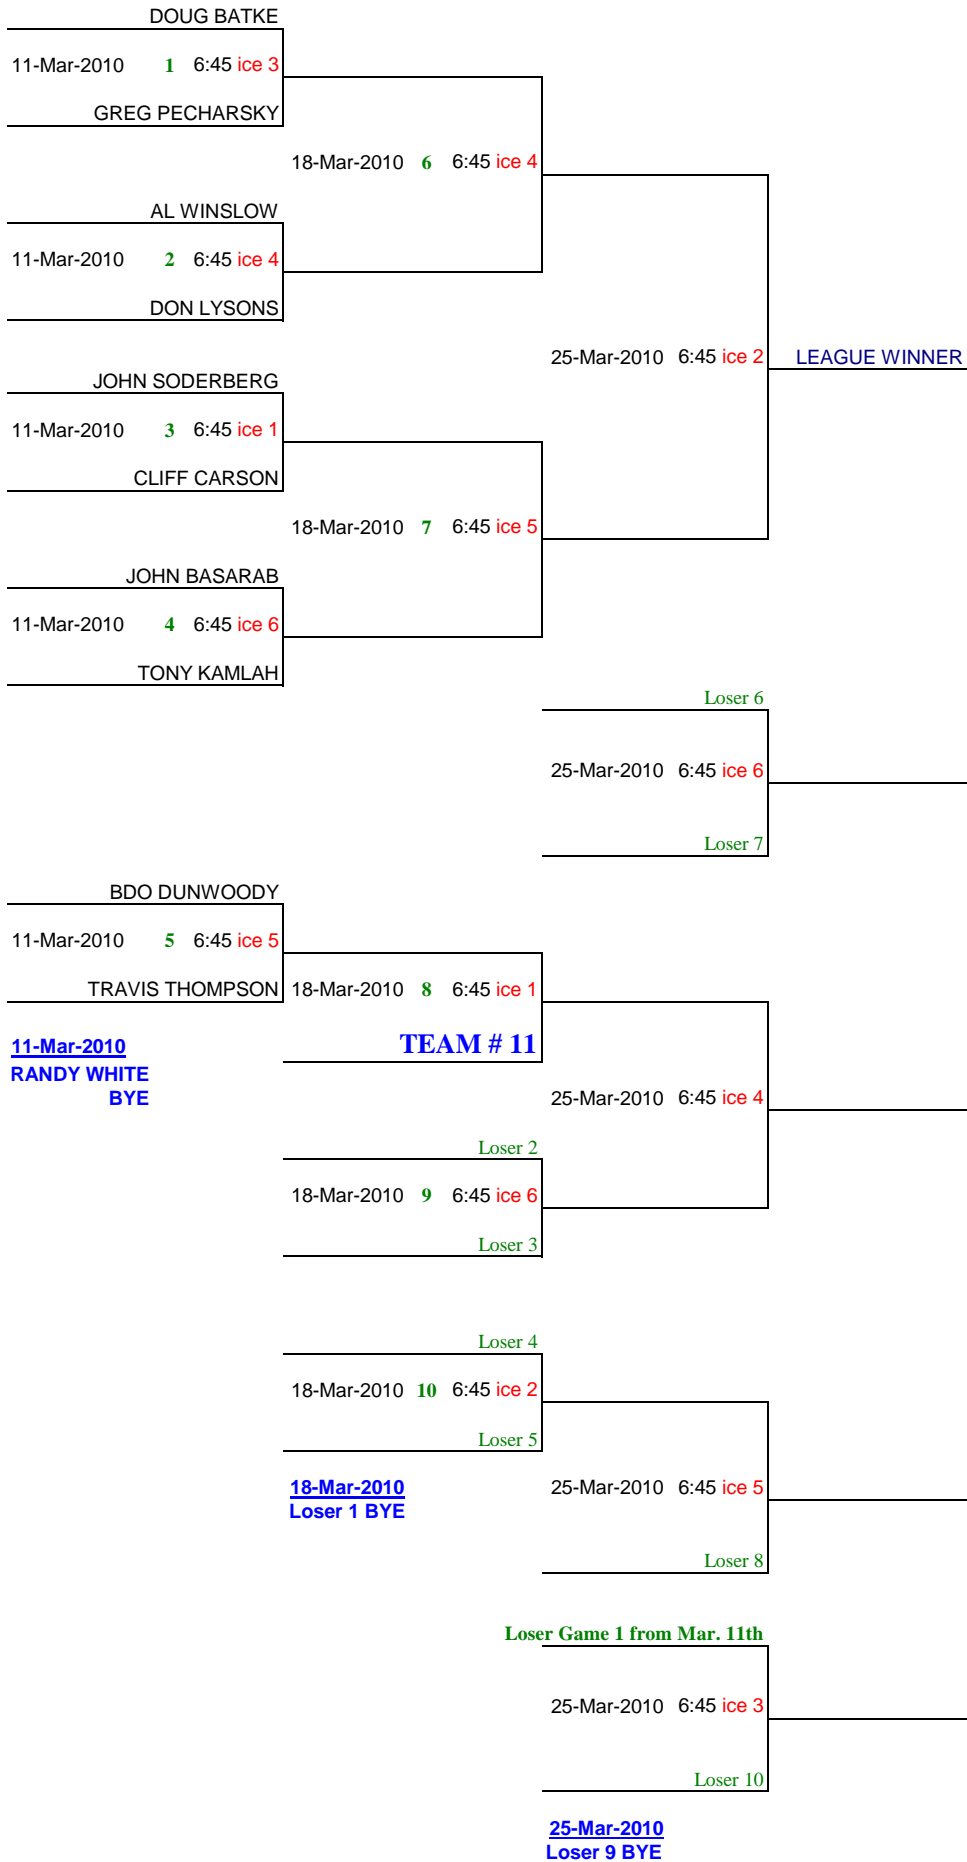 DOUG BATKE
11-Mar-2010 1 6:45 ice 3
GREG PECHARSKY
18-Mar-2010 6 6:45 ice 4
AL WINSLOW
11-Mar-2010 2 6:45 ice 4
DON LYSONS
25-Mar-2010 6:45 ice 2 LEAGUE WINNER
JOHN SODERBERG
11-Mar-2010 3 6:45 ice 1
CLIFF CARSON
18-Mar-2010 7 6:45 ice 5
JOHN BASARAB
11-Mar-2010 4 6:45 ice 6
TONY KAMLAH
Loser 6
25-Mar-2010 6:45 ice 6
Loser 7
BDO DUNWOODY
11-Mar-2010 5 6:45 ice 5
TRAVIS THOMPSON 18-Mar-2010 8 6:45 ice 1
11-Mar-2010 TEAM # 11
RANDY WHITE
BYE
25-Mar-2010 6:45 ice 4
Loser 2
18-Mar-2010 9 6:45 ice 6
Loser 3
Loser 4
18-Mar-2010 10 6:45 ice 2
Loser 5
18-Mar-2010 25-Mar-2010 6:45 ice 5
Loser 1 BYE
Loser 8
Loser Game 1 from Mar. 11th
25-Mar-2010 6:45 ice 3
Loser 10
25-Mar-2010
Loser 9 BYE